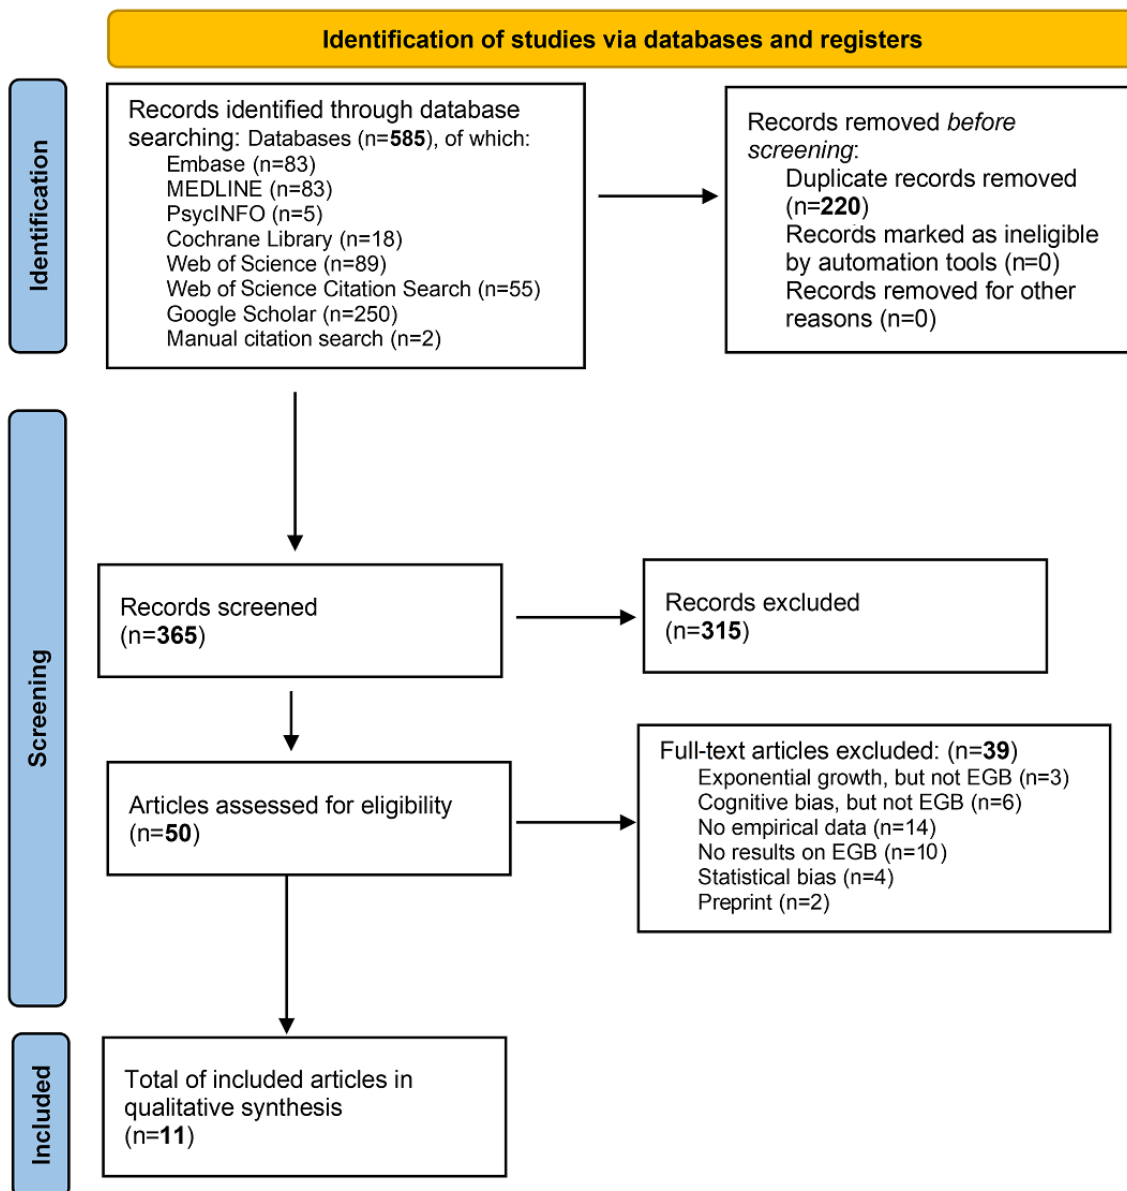 Identification of studies via databases and registers
Identification
Records identified through database
searching: Databases (n=585), of which:
Embase (n=83)
MEDLINE (n=83)
PsycINFO (n=5)
Cochrane Library (n=18)
Web of Science (n=89)
Web of Science Citation Search (n=55)
Google Scholar (n=250)
Manual citation search (n=2)
Records removed before
screening:
Duplicate records removed
(n=220)
Records marked as ineligible
by automation tools (n=0)
Records removed for other
reasons (n=0)
Screening
Records screened
(n=365)
Records excluded
(n=315)
Articles assessed for eligibility
(n=50)
Full-text articles excluded: (n=39)
Exponential growth, but not EGB (n=3)
Cognitive bias, but not EGB (n=6)
No empirical data (n=14)
No results on EGB (n=10)
Statistical bias (n=4)
Preprint (n=2)
Included
Total of included articles in
qualitative synthesis
(n=11)